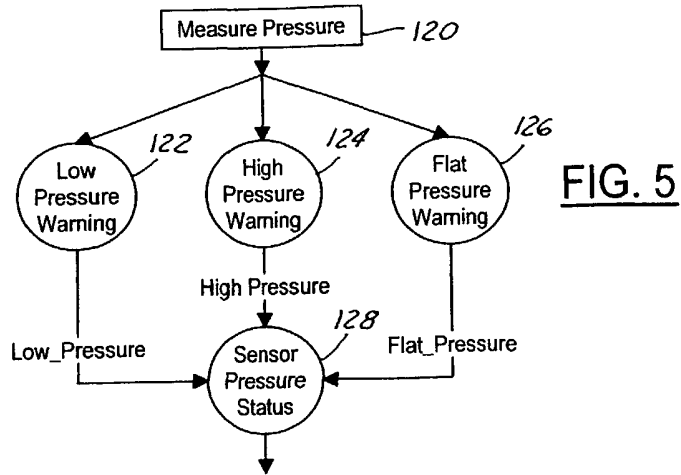 Measure Pressure
120
122
124
126
Low
Pressure
Warning
High
Pressure
Warning
Flat
Pressure
Warning
FIG. 5
High Pressure
Low_Pressure
128
Flat_Pressure
Sensor
Pressure
Status